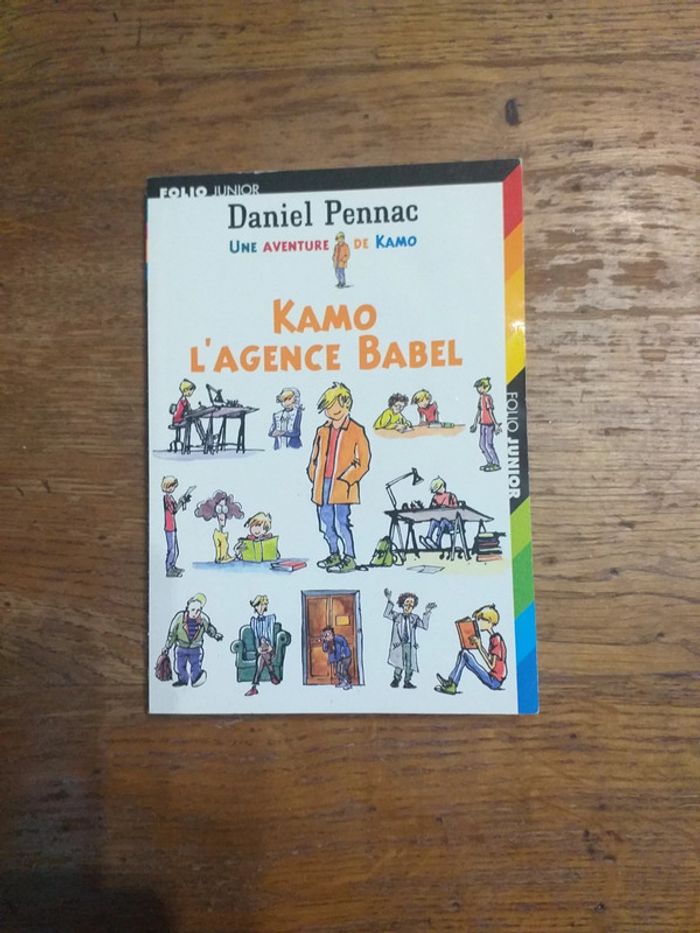 FOLIO JUNIOR
Daniel Pennac
UNE AVENTURE DE KAMO
KAMO
L'AGENCE BABEL
FOLIO JUNIOR